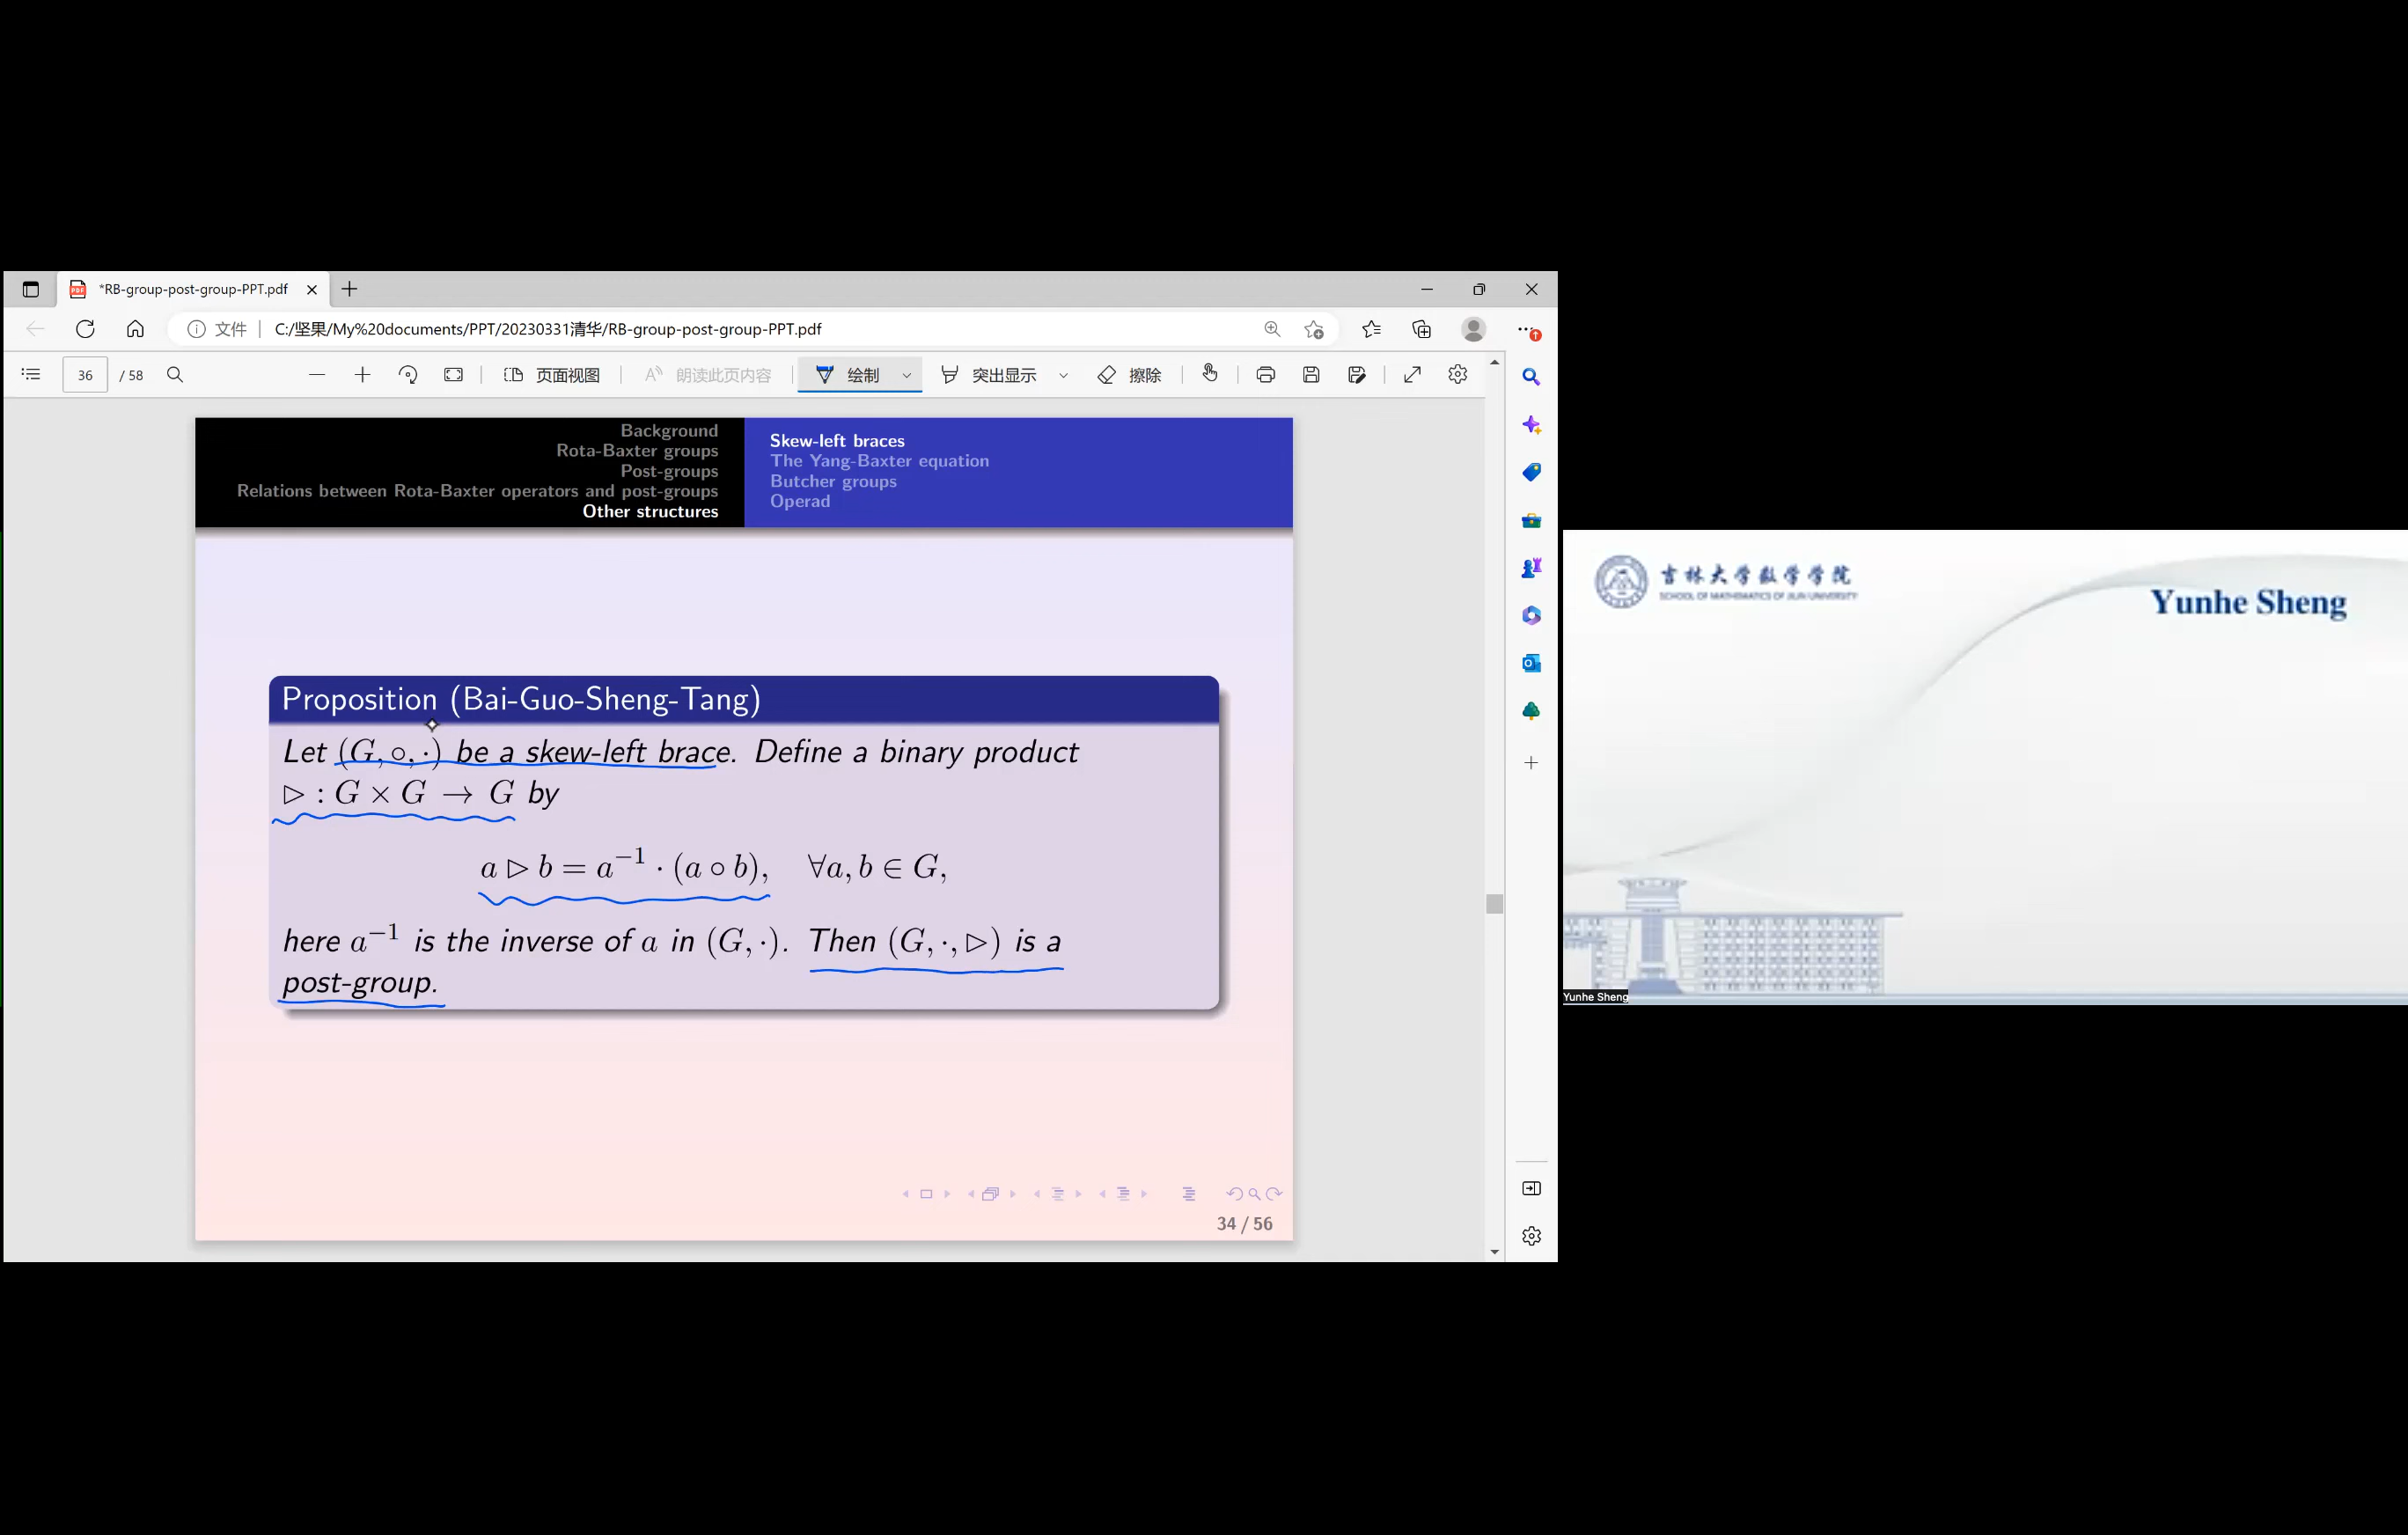 *RB-group-post-group-PPT.pdf
文件 C:/坚果/My%20documents/PPT/20230331清华/RB-group-post-group-PPT.pdf
36 / 58 页面视图 朗读此页内容 绘制 突出显示 擦除
Background
Rota-Baxter groups
Post-groups
Relations between Rota-Baxter operators and post-groups
Other structures
Skew-left braces
The Yang-Baxter equation
Butcher groups
Operad
Proposition (Bai-Guo-Sheng-Tang)
Let (G, ∘, ·) be a skew-left brace. Define a binary product
▷ : G × G → G by
a ▷ b = a⁻¹ · (a ∘ b), ∀a, b ∈ G,
here a⁻¹ is the inverse of a in (G, ·). Then (G, ·, ▷) is a
post-group.
34 / 56
吉林大学数学学院
SCHOOL OF MATHEMATICS OF JILIN UNIVERSITY
Yunhe Sheng
Yunhe Sheng